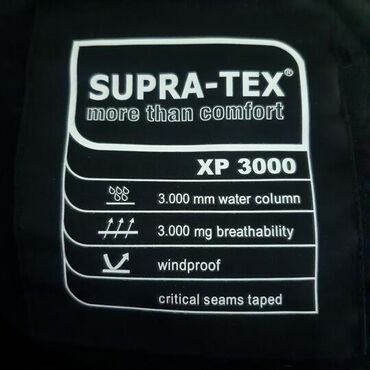 SUPRA-TEX®
more than comfort
XP 3000
3.000 mm water column
3.000 mg breathability
windproof
critical seams taped